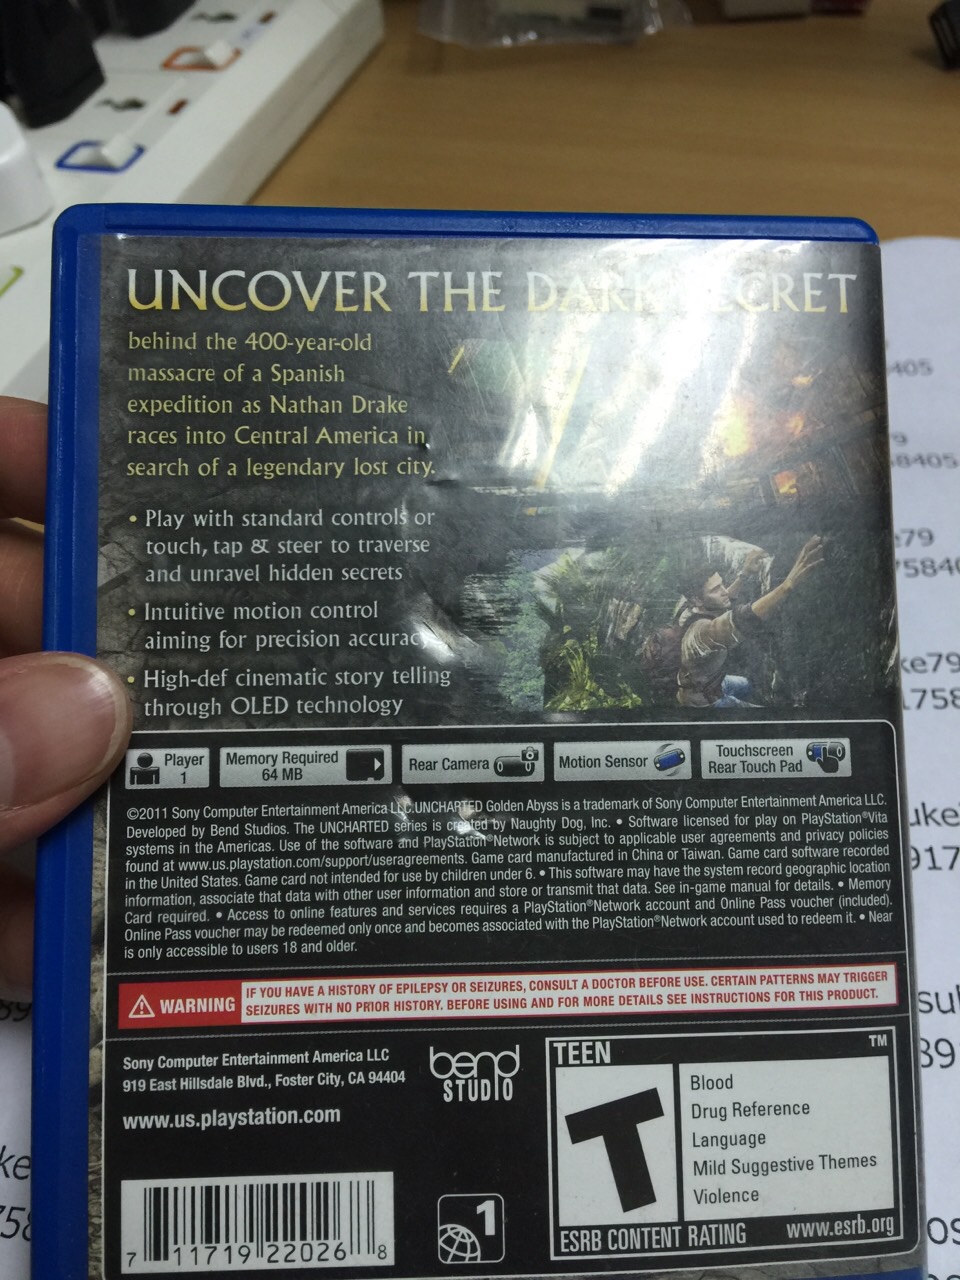 UNCOVER THE DARK SECRET
behind the 400-year-old
massacre of a Spanish
expedition as Nathan Drake
races into Central America in
search of a legendary lost city.
• Play with standard controls or
touch, tap & steer to traverse
and unravel hidden secrets
• Intuitive motion control
aiming for precision accuracy
• High-def cinematic story telling
through OLED technology
Player
1
Memory Required
64 MB
Rear Camera
Motion Sensor
Touchscreen
Rear Touch Pad
©2011 Sony Computer Entertainment America LLC. UNCHARTED Golden Abyss is a trademark of Sony Computer Entertainment America LLC.
Developed by Bend Studios. The UNCHARTED series is created by Naughty Dog, Inc. • Software licensed for play on PlayStation®Vita
systems in the Americas. Use of the software and PlayStation®Network is subject to applicable user agreements and privacy policies
found at www.us.playstation.com/support/useragreements. Game card manufactured in China or Taiwan. Game card software recorded
in the United States. Game card not intended for use by children under 6. • This software may have the system record geographic location
information, associate that data with other user information and store or transmit that data. See in-game manual for details. • Memory
Card required. • Access to online features and services requires a PlayStation®Network account and Online Pass voucher (included).
Online Pass voucher may be redeemed only once and becomes associated with the PlayStation®Network account used to redeem it. • Near
is only accessible to users 18 and older.
WARNING
IF YOU HAVE A HISTORY OF EPILEPSY OR SEIZURES, CONSULT A DOCTOR BEFORE USE. CERTAIN PATTERNS MAY TRIGGER
SEIZURES WITH NO PRIOR HISTORY. BEFORE USING AND FOR MORE DETAILS SEE INSTRUCTIONS FOR THIS PRODUCT.
Sony Computer Entertainment America LLC
919 East Hillsdale Blvd., Foster City, CA 94404
www.us.playstation.com
bend
STUDIO
TEEN
TM
T
Blood
Drug Reference
Language
Mild Suggestive Themes
Violence
ESRB CONTENT RATING www.esrb.org
1
7 11719 22026 8